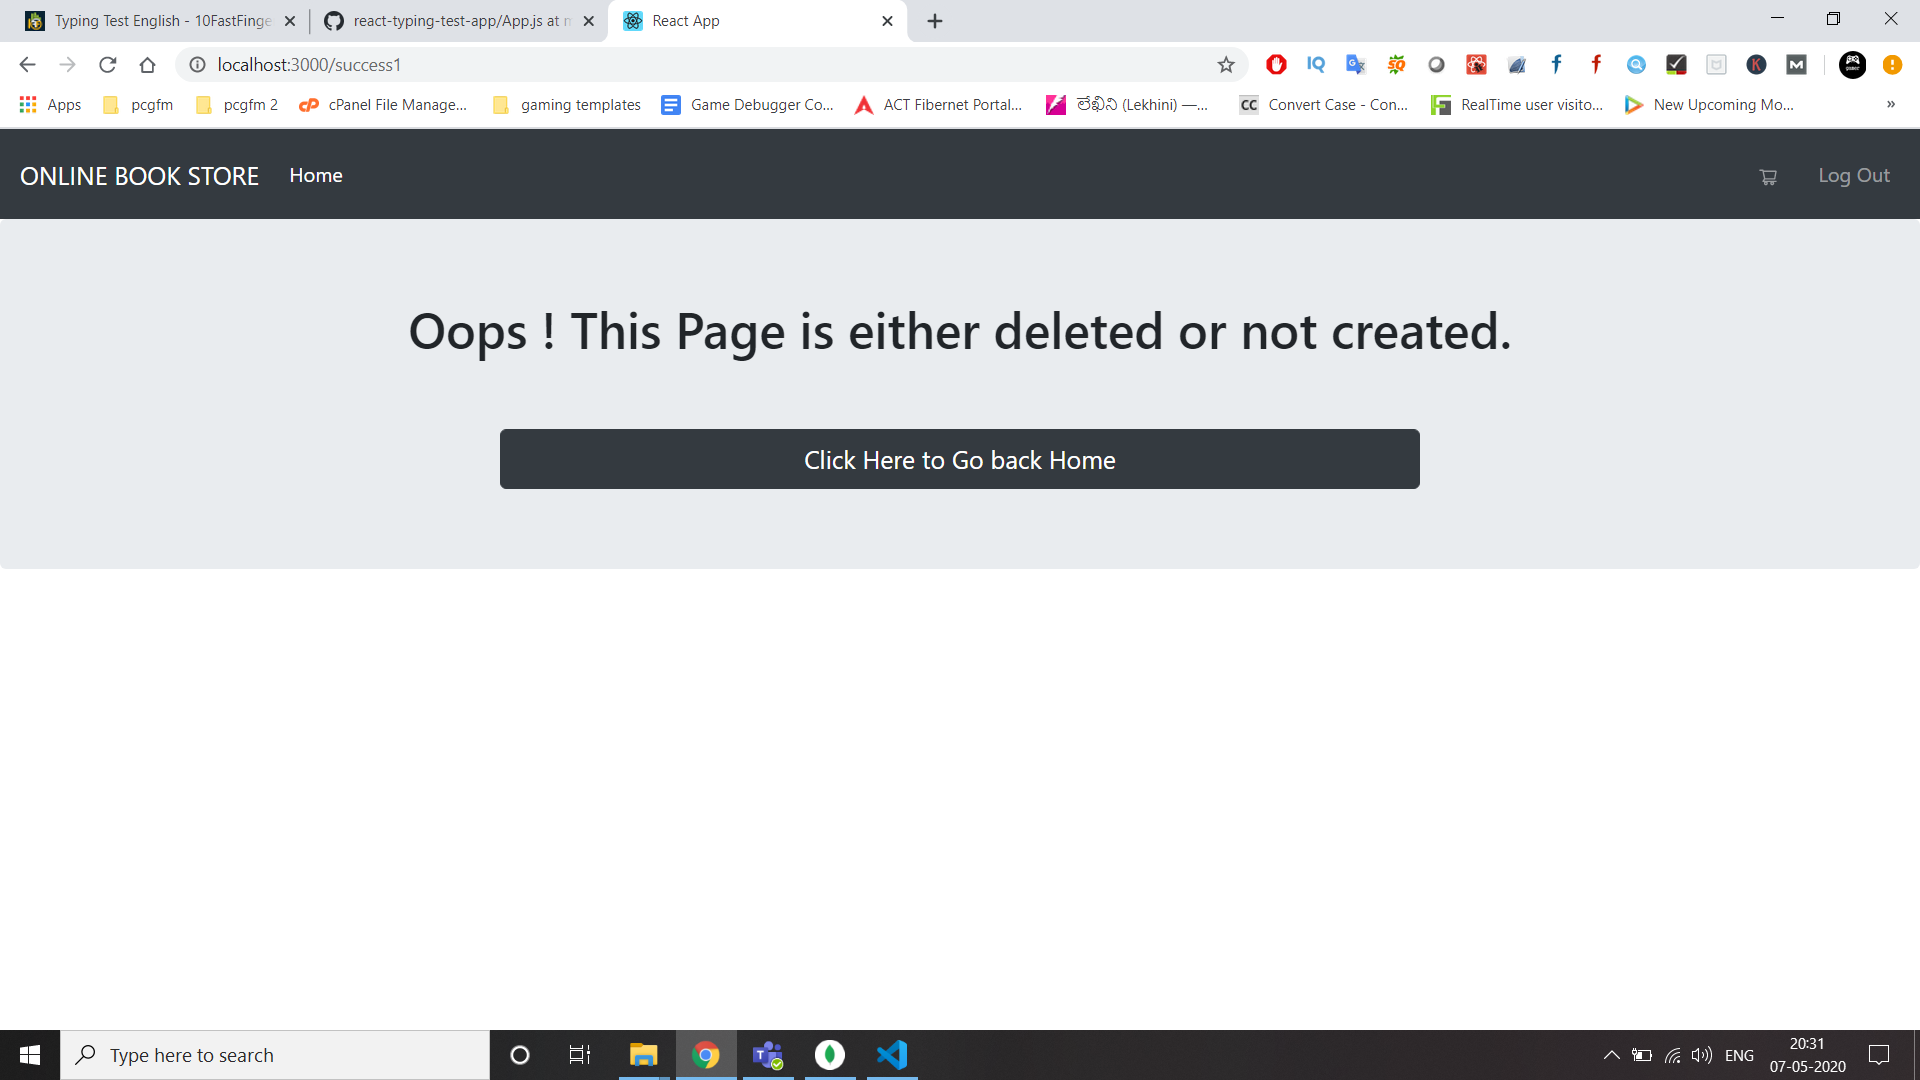 Typing Test English - 10FastFinge
react-typing-test-app/App.js at m
React App
localhost:3000/success1
Apps
pcgfm
pcgfm 2
cPanel File Manage...
gaming templates
Game Debugger Co...
ACT Fibernet Portal...
లేఖిని (Lekhini) —...
CC
Convert Case - Con...
RealTime user visito...
New Upcoming Mo...
»
ONLINE BOOK STORE
Home
Log Out
Oops ! This Page is either deleted or not created.
Click Here to Go back Home
Type here to search
ENG
20:31
07-05-2020